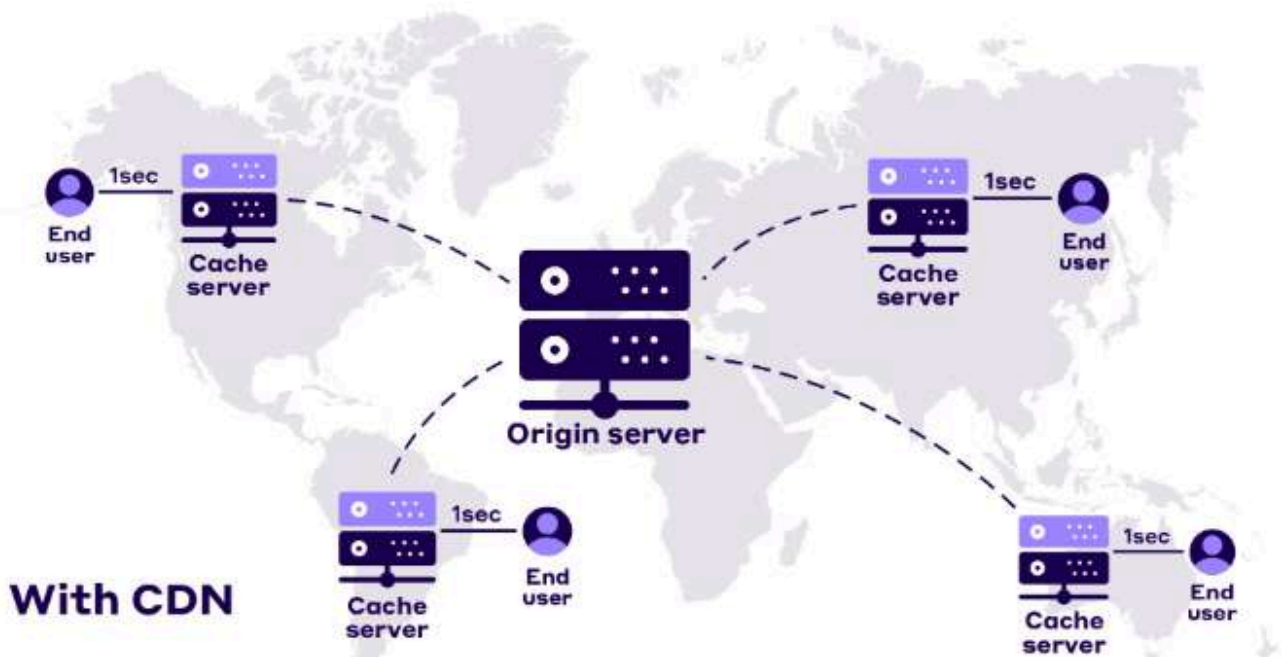 1sec
End
user
Cache
server
1sec
End
user
Cache
server
Origin server
1sec
End
user
Cache
server
1sec
End
user
Cache
server
With CDN